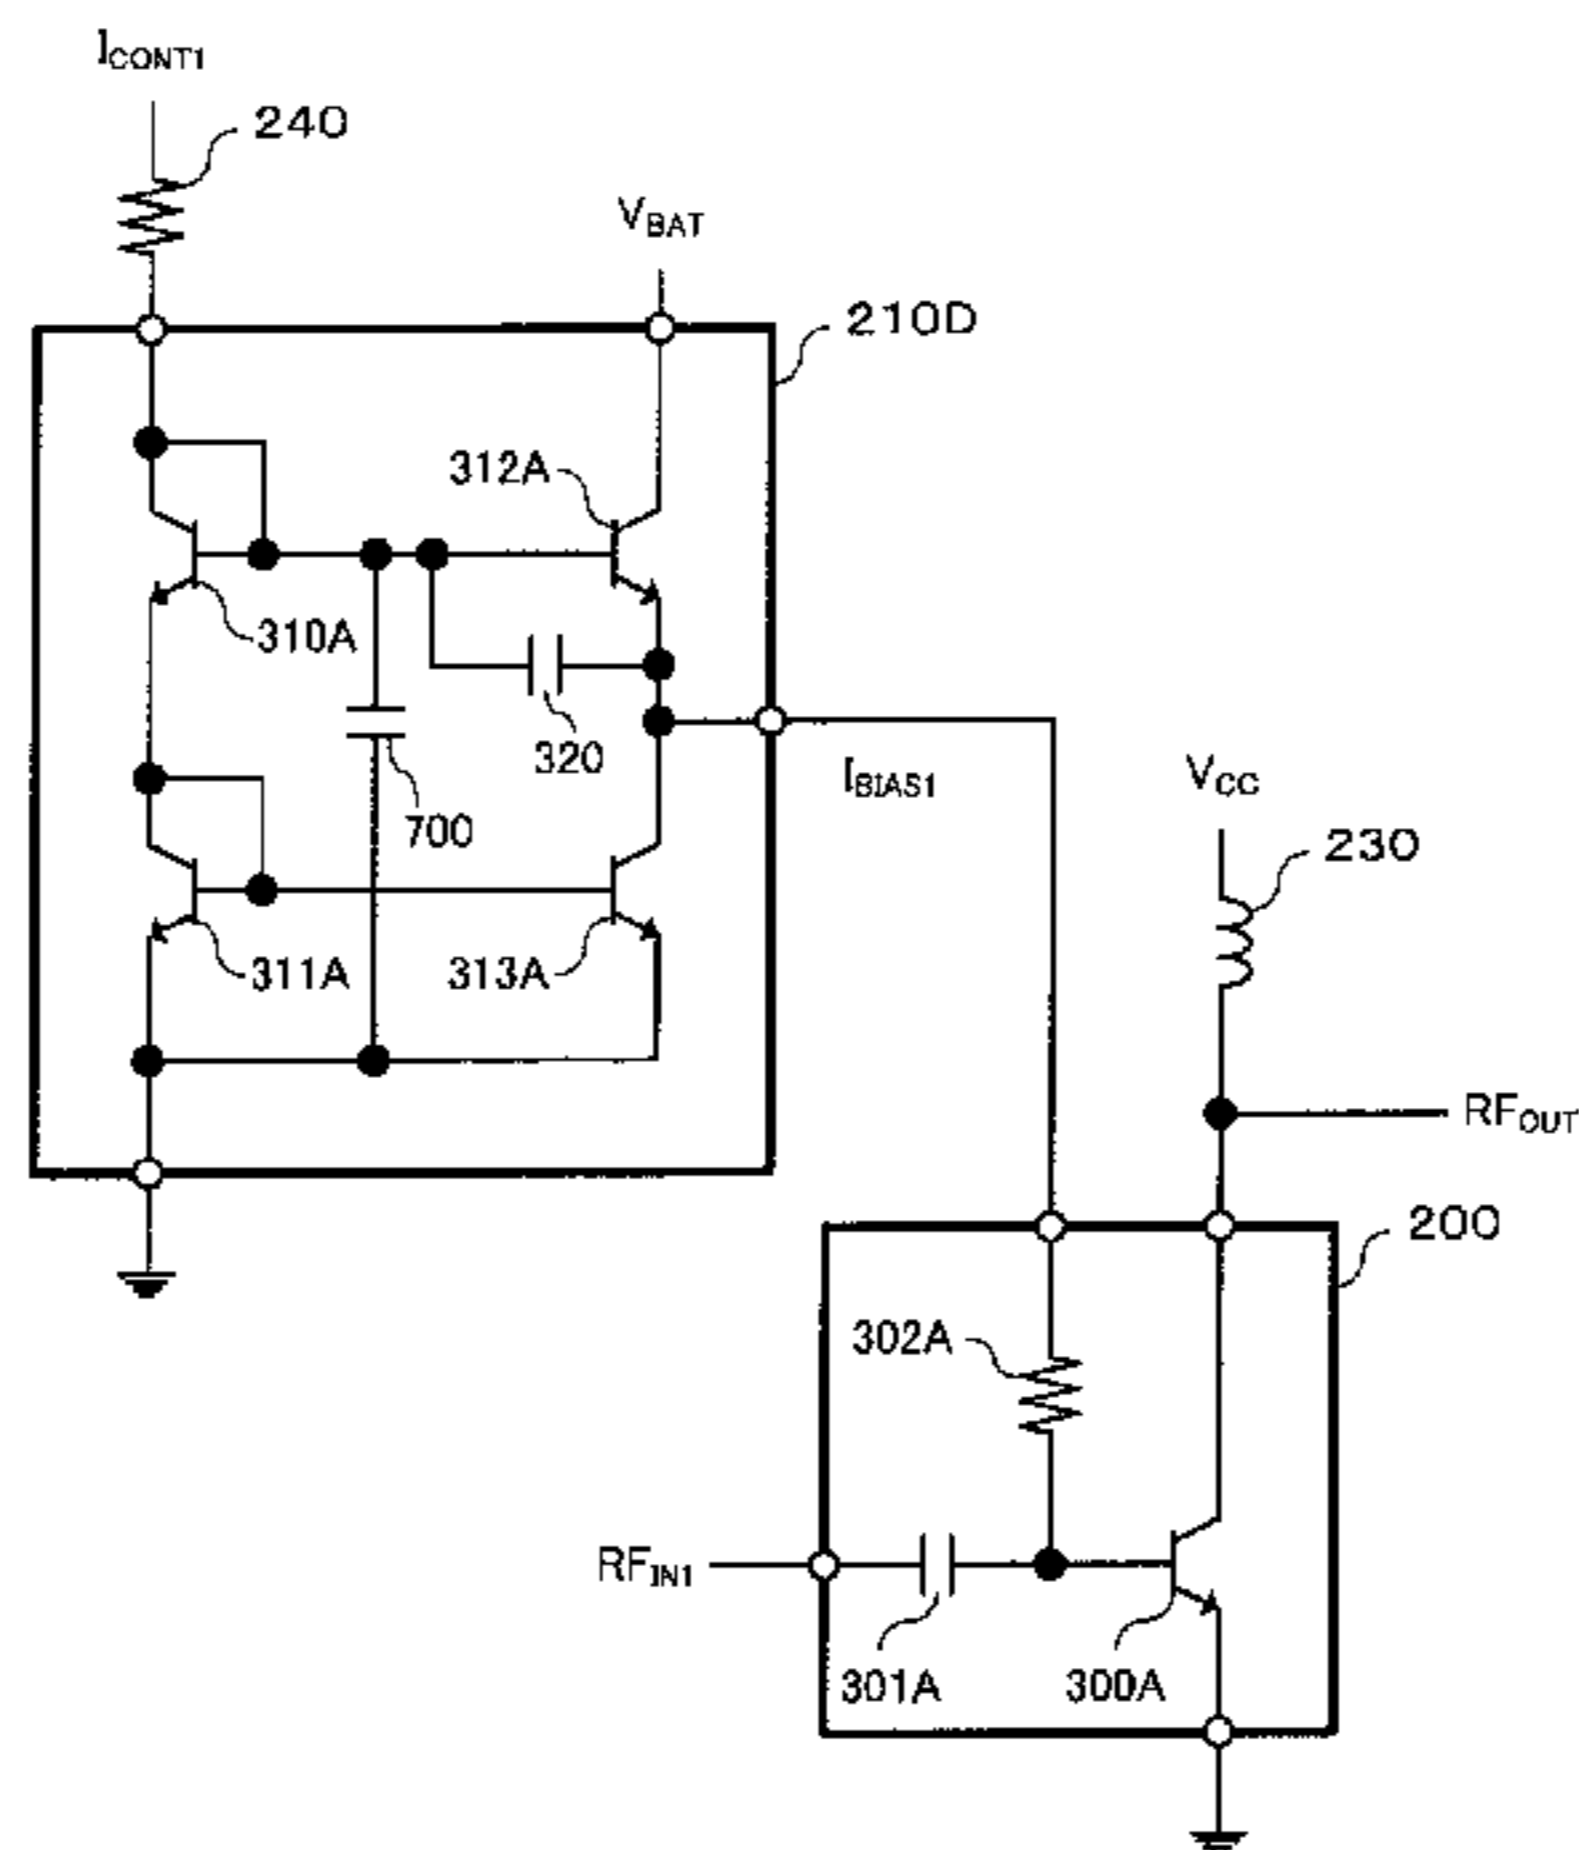 ICONT1
240
VBAT
210D
312A
310A
320
IBIAS1
VCC
700
230
311A
313A
RFOUT
200
302A
RFIN1
301A
300A